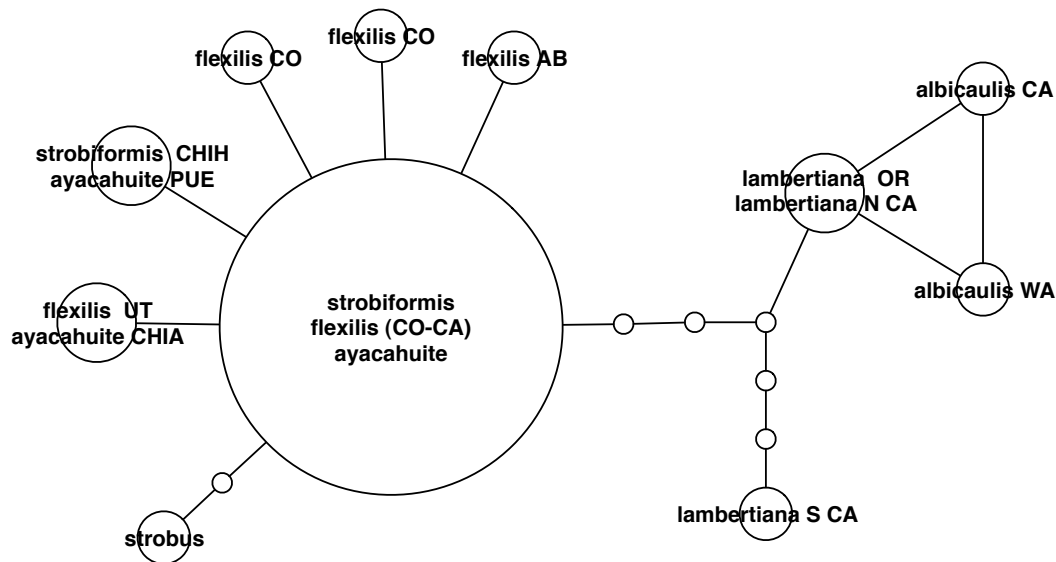 flexilis CO
flexilis CO
flexilis AB
strobiformis CHIH
ayacahuite PUE
flexilis UT
ayacahuite CHIA
strobiformis
flexilis (CO-CA)
ayacahuite
strobus
lambertiana OR
lambertiana N CA
albicaulis CA
albicaulis WA
lambertiana S CA